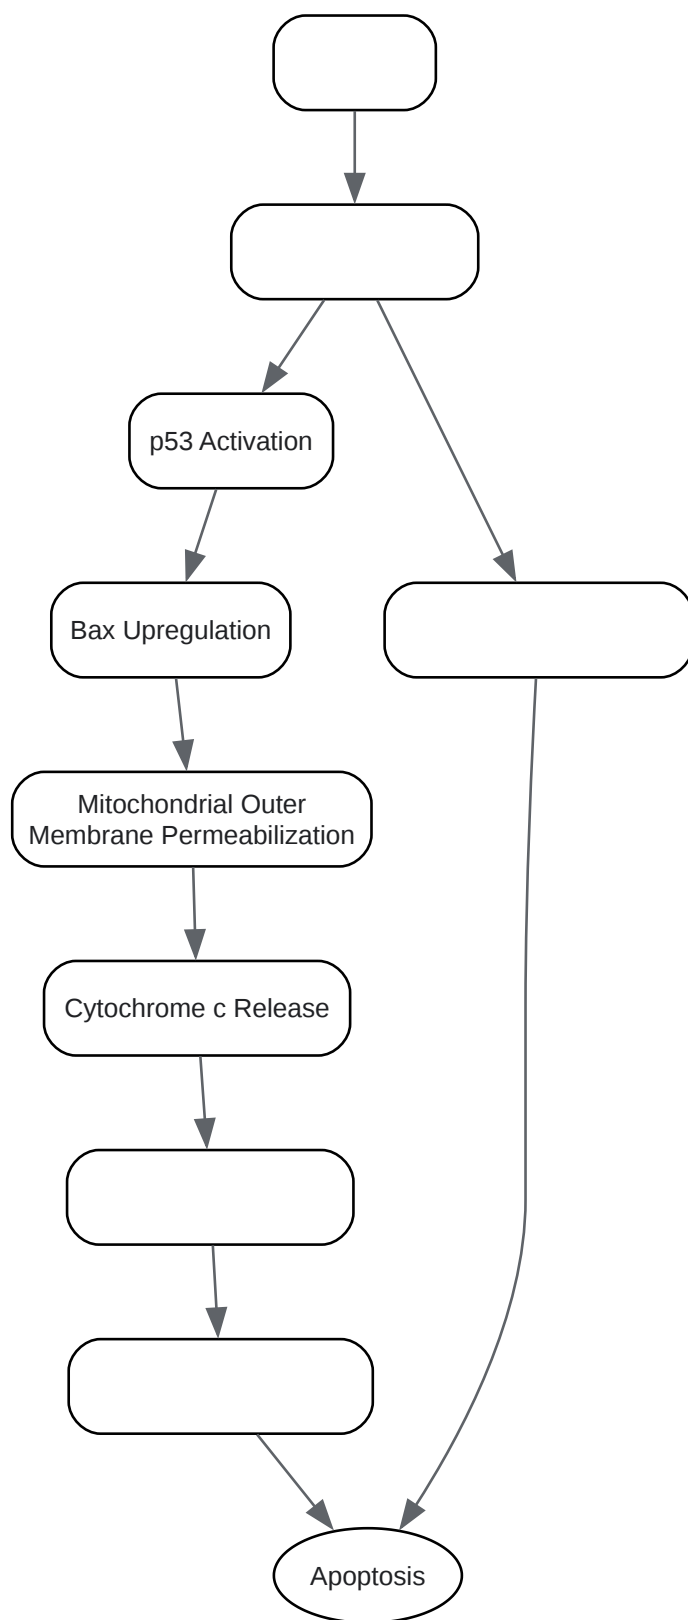 p53 Activation
Bax Upregulation
Mitochondrial Outer
Membrane Permeabilization
Cytochrome c Release
Apoptosis